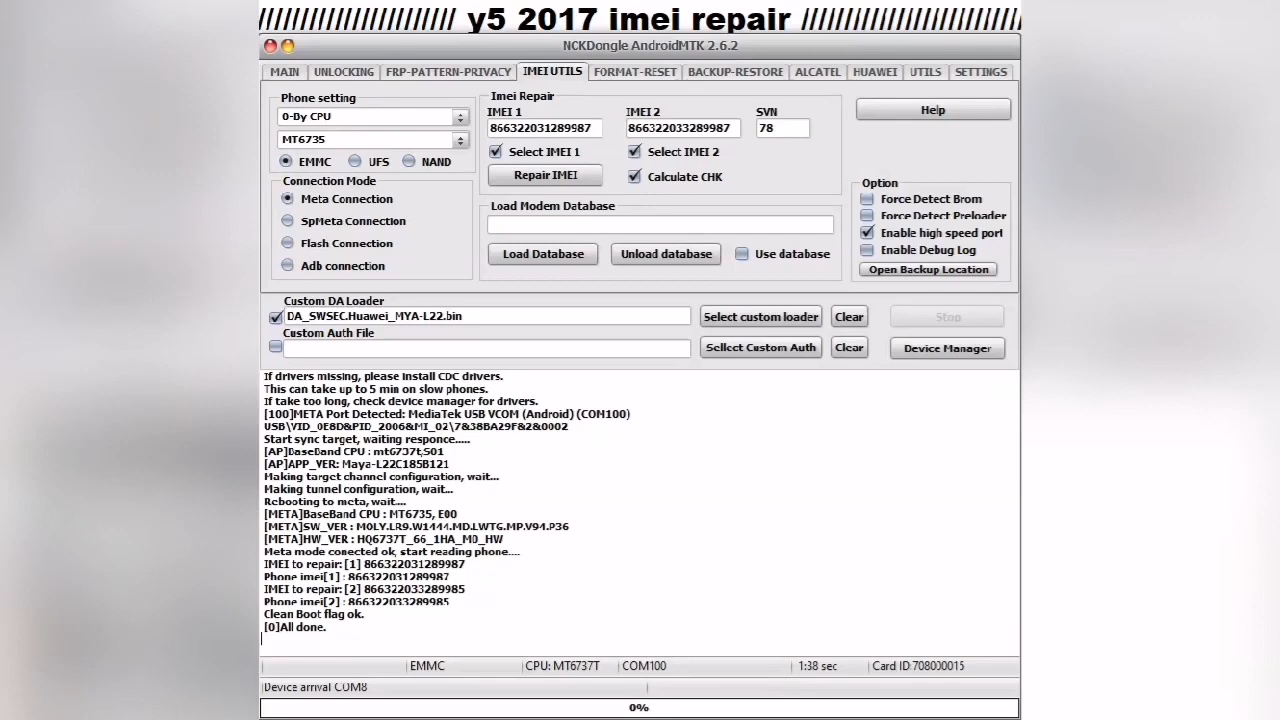 //////////////////// y5 2017 imei repair ///////////////////////
NCKDongle AndroidMTK 2.6.2
MAIN UNLOCKING FRP-PATTERN-PRIVACY IMEI UTILS FORMAT-RESET BACKUP-RESTORE ALCATEL HUAWEI UTILS SETTINGS
Phone setting
0-By CPU
MT6735
EMMC UFS NAND
Connection Mode
Meta Connection
SpMeta Connection
Flash Connection
Adb connection
Imei Repair
IMEI 1 IMEI 2 SVN
866322031289987 866322033289987 78
Select IMEI 1 Select IMEI 2
Repair IMEI Calculate CHK
Load Modem Database
Load Database Unload database Use database
Help
Option
Force Detect Brom
Force Detect Preloader
Enable high speed port
Enable Debug Log
Open Backup Location
Custom DA Loader
DA_SWSEC.Huawei_MYA-L22.bin Select custom loader Clear Stop
Custom Auth File
Sellect Custom Auth Clear Device Manager
If drivers missing, please install CDC drivers.
This can take up to 5 min on slow phones.
If take too long, check device manager for drivers.
[100]META Port Detected: MediaTek USB VCOM (Android) (COM100)
USB\VID_0E8D&PID_2006&MI_02\7&38BA29F&2&0002
Start sync target, waiting responce.....
[AP]BaseBand CPU : mt6737t,S01
[AP]APP_VER: Maya-L22C185B121
Making target channel configuration, wait...
Making tunnel configuration, wait...
Rebooting to meta, wait....
[META]BaseBand CPU : MT6735, E00
[META]SW_VER : MOLY.LR9.W1444.MD.LWTG.MP.V94.P36
[META]HW_VER : HQ6737T_66_1HA_M0_HW
Meta mode conected ok, start reading phone....
IMEI to repair: [1] 866322031289987
Phone imei[1] : 866322031289987
IMEI to repair: [2] 866322033289985
Phone imei[2] : 866322033289985
Clean Boot flag ok.
[0]All done.
EMMC CPU: MT6737T COM100 1:38 sec Card ID:708000015
Device arrival COM8
0%